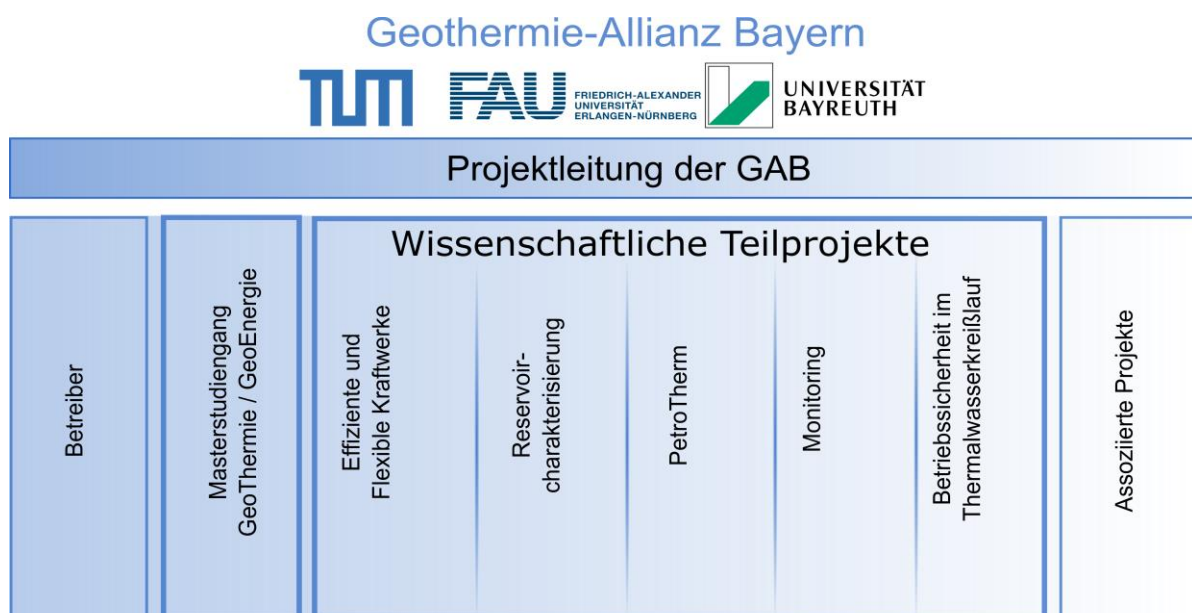 Geothermie-Allianz Bayern
TUM
FAU
FRIEDRICH-ALEXANDER
UNIVERSITÄT
ERLANGEN-NÜRNBERG
UNIVERSITÄT
BAYREUTH
Projektleitung der GAB
Wissenschaftliche Teilprojekte
Betreiber
Masterstudiengang
GeoThermie / GeoEnergie
Effiziente und
Flexible Kraftwerke
Reservoir-
charakterisierung
PetroTherm
Monitoring
Betriebssicherheit im
Thermalwasserkreißlauf
Assoziierte Projekte